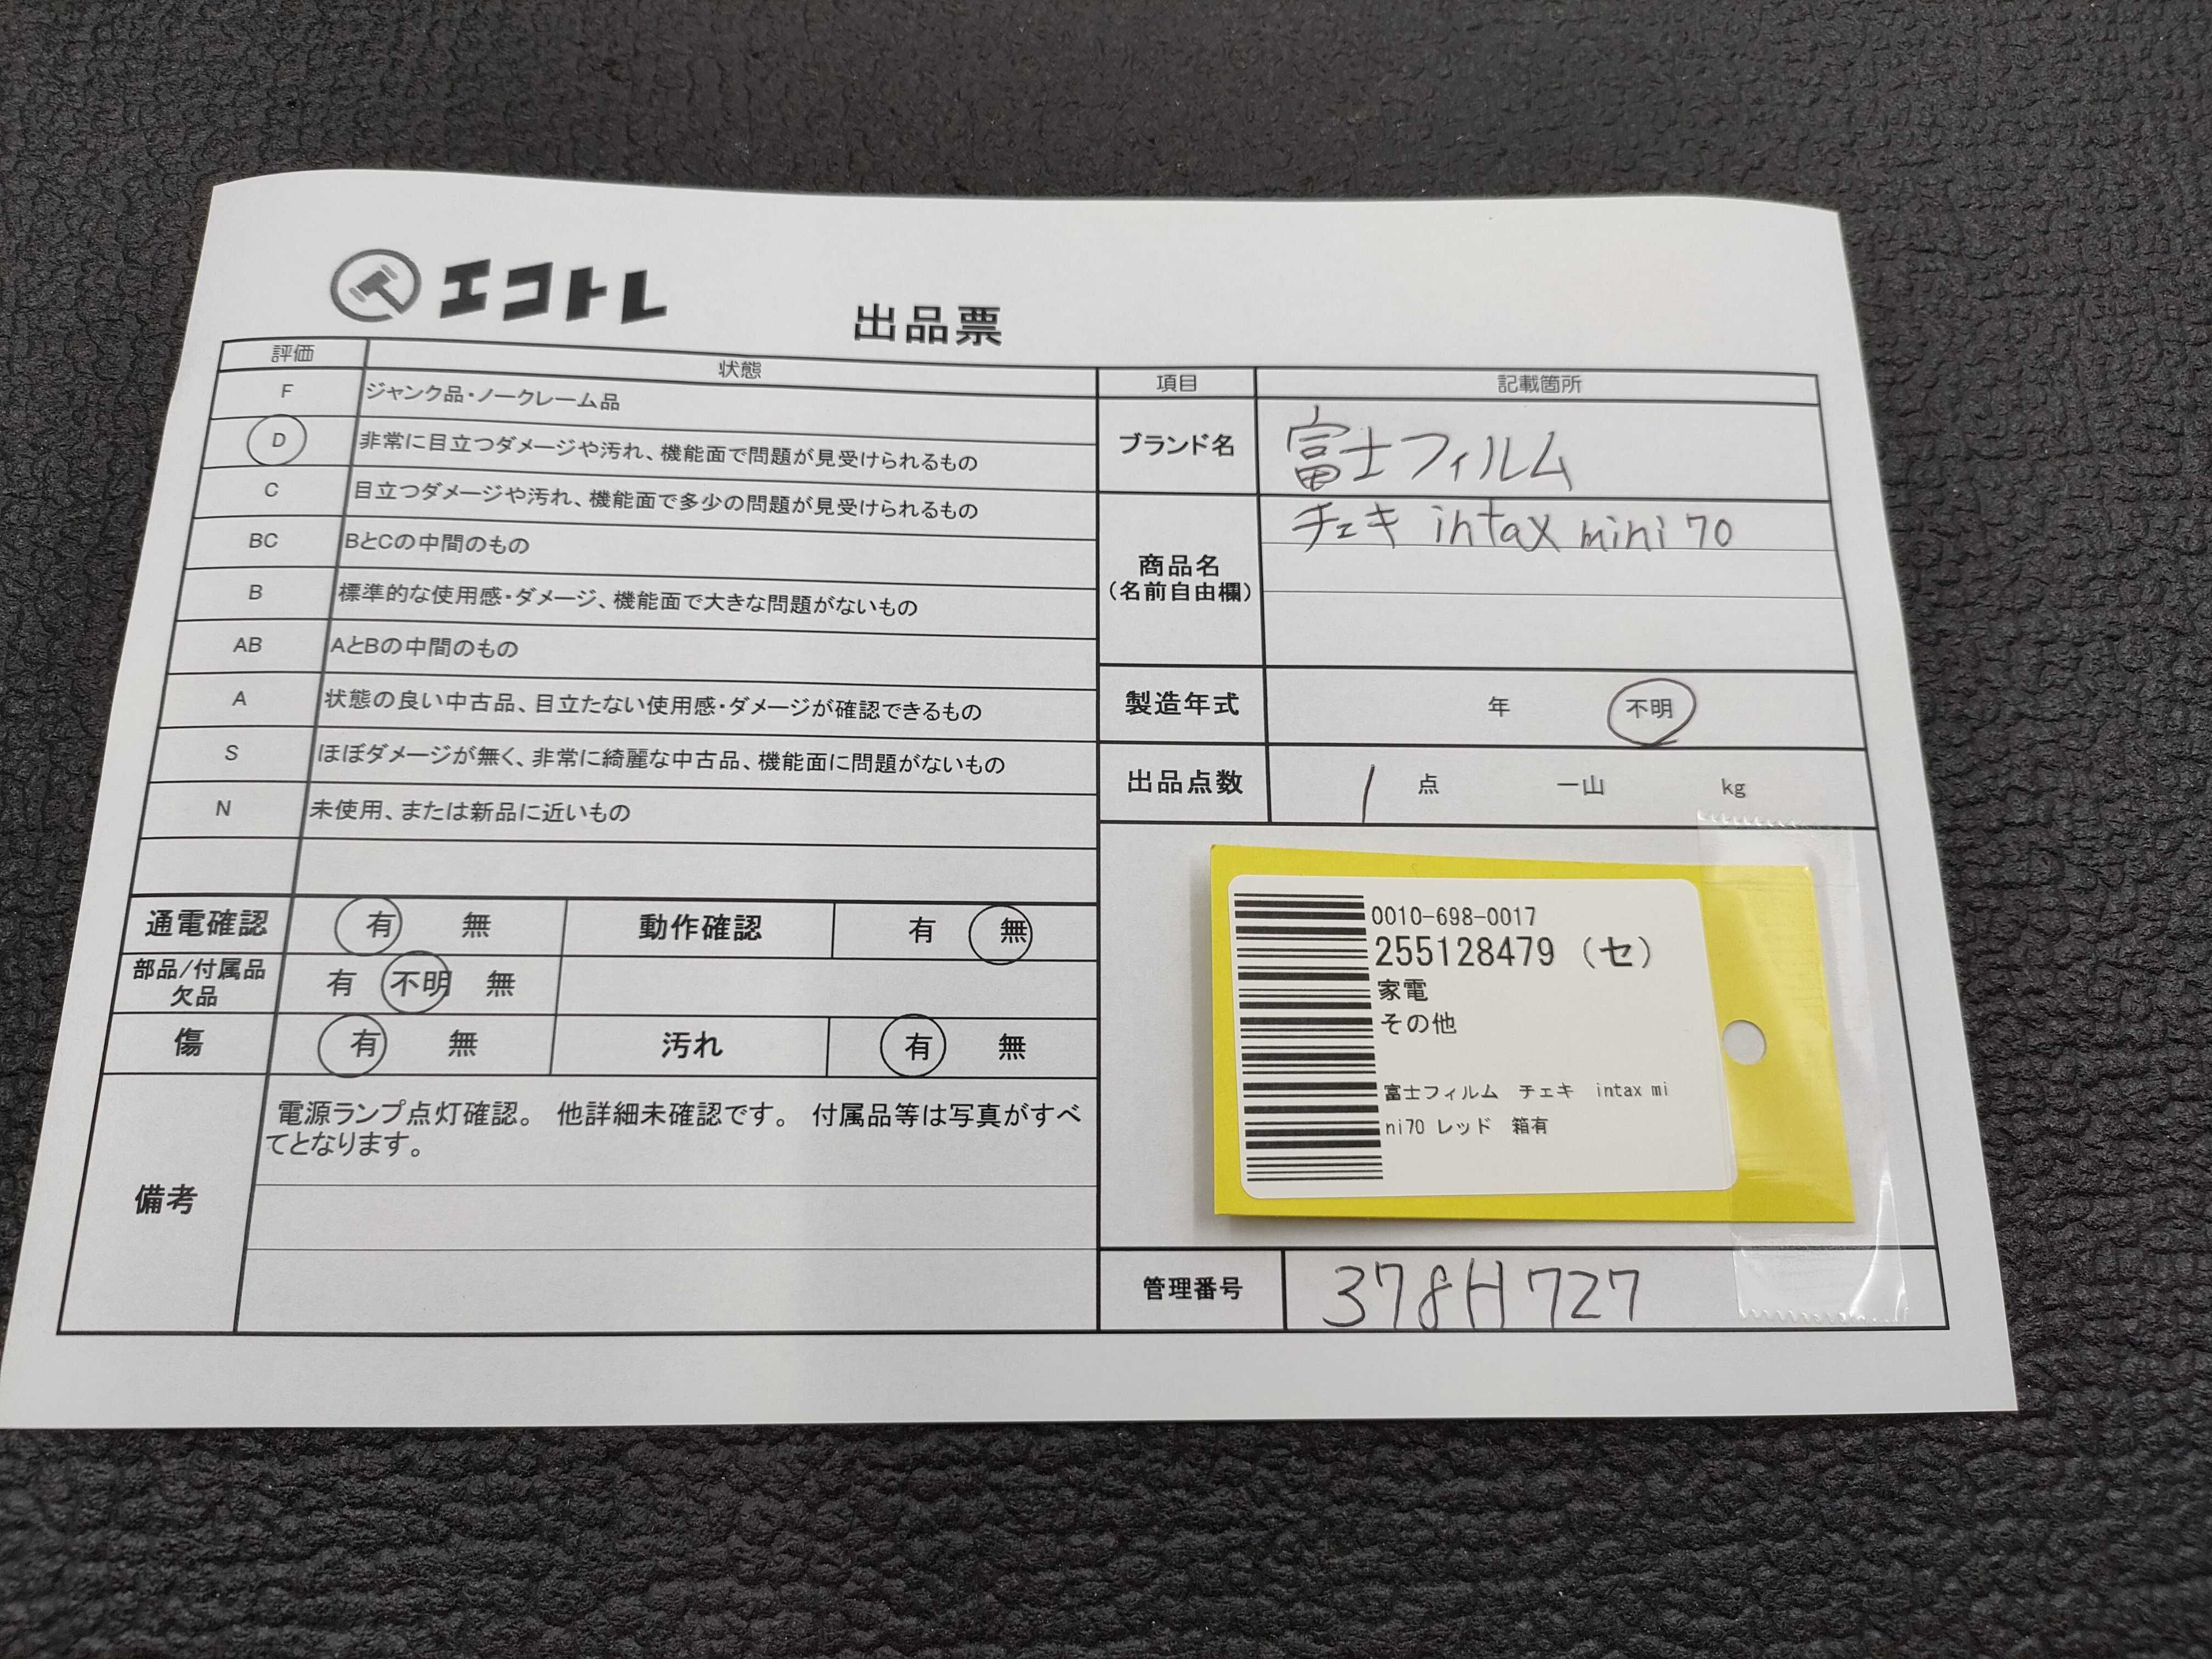 エコトレ
出品票
評価 状態
F ジャンク品・ノークレーム品
D 非常に目立つダメージや汚れ、機能面で問題が見受けられるもの
C 目立つダメージや汚れ、機能面で多少の問題が見受けられるもの
BC BとCの中間のもの
B 標準的な使用感・ダメージ、機能面で大きな問題がないもの
AB AとBの中間のもの
A 状態の良い中古品、目立たない使用感・ダメージが確認できるもの
S ほぼダメージが無く、非常に綺麗な中古品、機能面に問題がないもの
N 未使用、または新品に近いもの
通電確認 有 無 動作確認 有 無
部品/付属品
欠品 有 不明 無
傷 有 無 汚れ 有 無
備考
電源ランプ点灯確認。 他詳細未確認です。 付属品等は写真がすべ
てとなります。
項目 記載箇所
ブランド名 富士フィルム
商品名
(名前自由欄)
チェキ intax mini 70
製造年式 年 不明
出品点数 1 点 一山 kg
0010-698-0017
255128479 (セ)
家電
その他
富士フィルム チェキ intax mi
ni70 レッド 箱有
管理番号 378H727